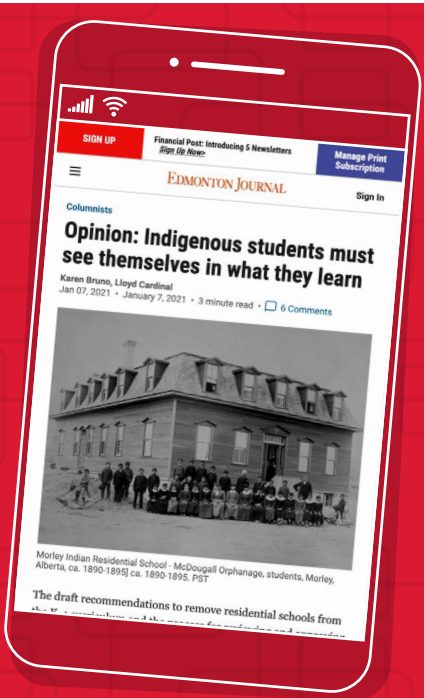 SIGN UP
Financial Post: Introducing 5 Newsletters
Sign Up Now>
Manage Print
Subscription
EDMONTON JOURNAL
Sign In
Columnists
Opinion: Indigenous students must
see themselves in what they learn
Karen Bruno, Lloyd Cardinal
Jan 07, 2021 • January 7, 2021 • 3 minute read • 6 Comments
Morley Indian Residential School - McDougall Orphanage, students, Morley,
Alberta, ca. 1890-1895] ca. 1890-1895. PST
The draft recommendations to remove residential schools from